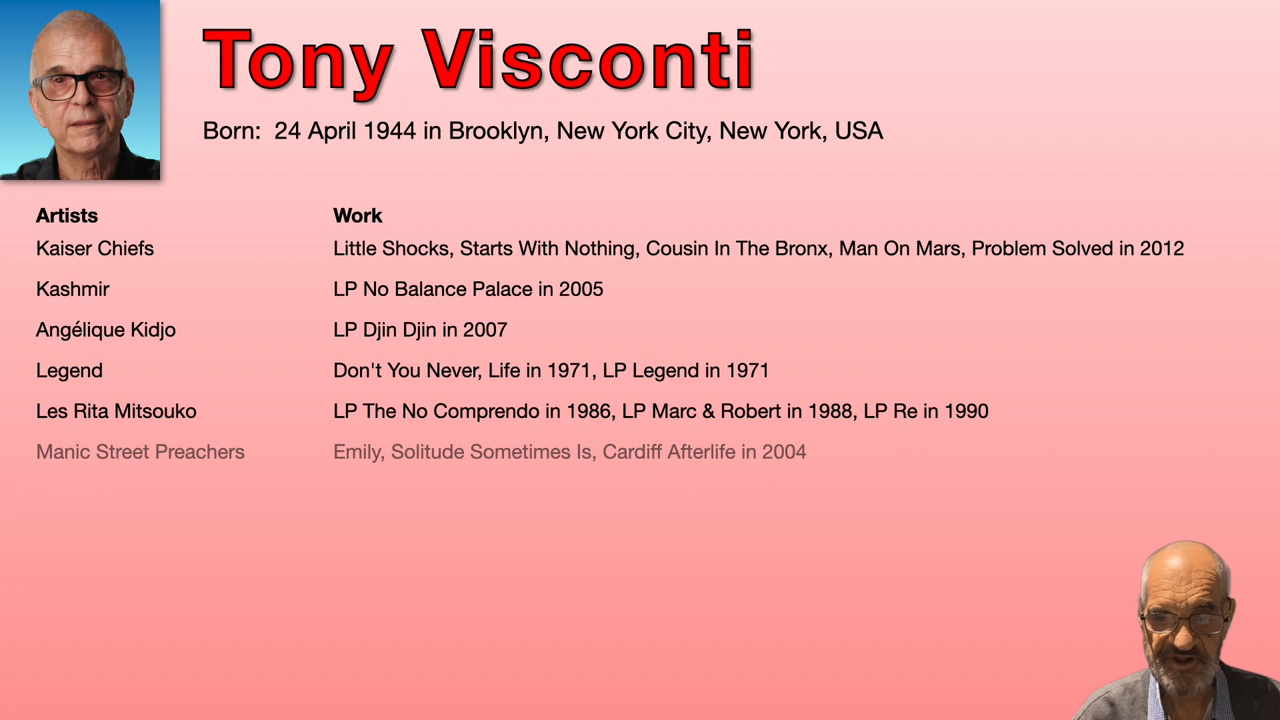 Tony Visconti
Born: 24 April 1944 in Brooklyn, New York City, New York, USA
Artists Work
Kaiser Chiefs Little Shocks, Starts With Nothing, Cousin In The Bronx, Man On Mars, Problem Solved in 2012
Kashmir LP No Balance Palace in 2005
Angélique Kidjo LP Djin Djin in 2007
Legend Don't You Never, Life in 1971, LP Legend in 1971
Les Rita Mitsouko LP The No Comprendo in 1986, LP Marc & Robert in 1988, LP Re in 1990
Manic Street Preachers Emily, Solitude Sometimes Is, Cardiff Afterlife in 2004